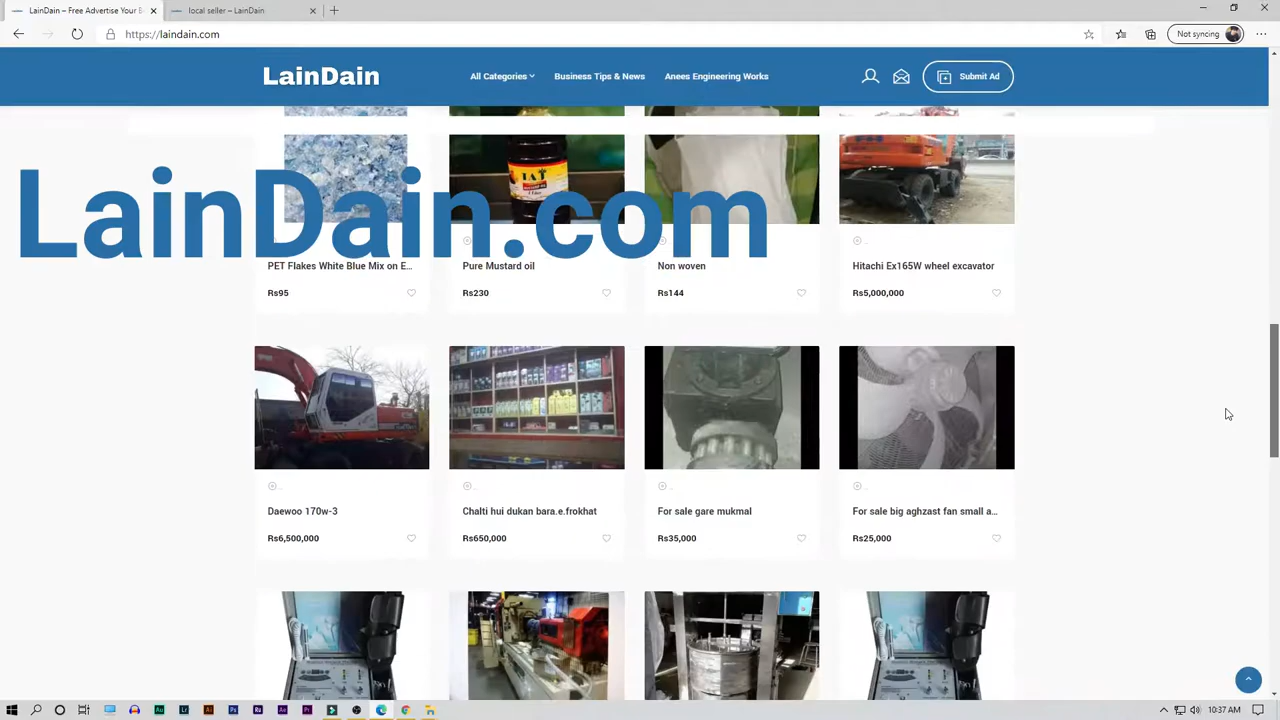 LainDain – Free Advertise Your B
local seller – LainDain
https://laindain.com
Not syncing
LainDain
All Categories
Business Tips & News
Anees Engineering Works
Submit Ad
LainDain.com
PET Flakes White Blue Mix on E...
Pure Mustard oil
Non woven
Hitachi Ex165W wheel excavator
Rs95
Rs230
Rs144
Rs5,000,000
Daewoo 170w-3
Chalti hui dukan bara.e.frokhat
For sale gare mukmal
For sale big aghzast fan small a...
Rs6,500,000
Rs650,000
Rs35,000
Rs25,000
10:37 AM